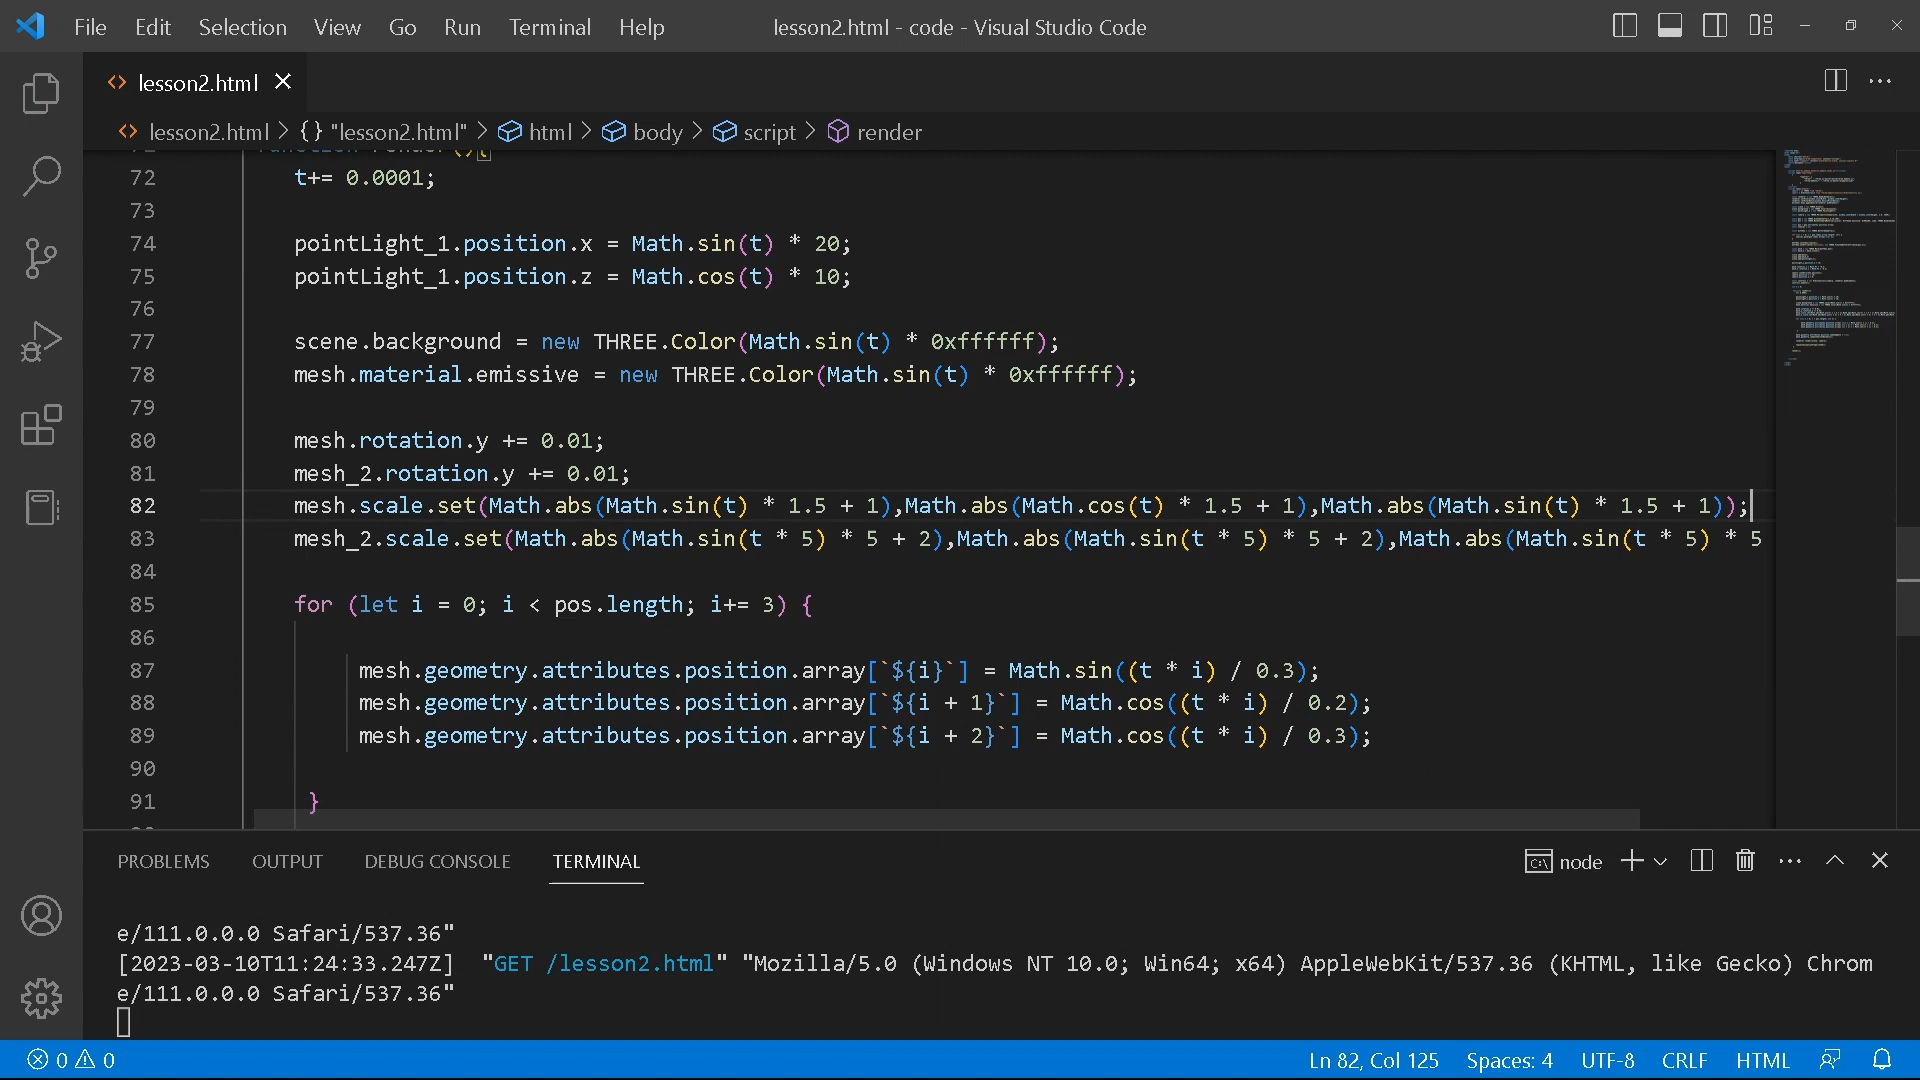 File Edit Selection View Go Run Terminal Help lesson2.html - code - Visual Studio Code
lesson2.html
lesson2.html > {} "lesson2.html" > html > body > script > render
72 t+= 0.0001;
73
74 pointLight_1.position.x = Math.sin(t) * 20;
75 pointLight_1.position.z = Math.cos(t) * 10;
76
77 scene.background = new THREE.Color(Math.sin(t) * 0xffffff);
78 mesh.material.emissive = new THREE.Color(Math.sin(t) * 0xffffff);
79
80 mesh.rotation.y += 0.01;
81 mesh_2.rotation.y += 0.01;
82 mesh.scale.set(Math.abs(Math.sin(t) * 1.5 + 1),Math.abs(Math.cos(t) * 1.5 + 1),Math.abs(Math.sin(t) * 1.5 + 1));
83 mesh_2.scale.set(Math.abs(Math.sin(t * 5) * 5 + 2),Math.abs(Math.sin(t * 5) * 5 + 2),Math.abs(Math.sin(t * 5) * 5
84
85 for (let i = 0; i < pos.length; i+= 3) {
86
87 mesh.geometry.attributes.position.array[`${i}`] = Math.sin((t * i) / 0.3);
88 mesh.geometry.attributes.position.array[`${i + 1}`] = Math.cos((t * i) / 0.2);
89 mesh.geometry.attributes.position.array[`${i + 2}`] = Math.cos((t * i) / 0.3);
90
91 }
PROBLEMS OUTPUT DEBUG CONSOLE TERMINAL node
e/111.0.0.0 Safari/537.36"
[2023-03-10T11:24:33.247Z] "GET /lesson2.html" "Mozilla/5.0 (Windows NT 10.0; Win64; x64) AppleWebKit/537.36 (KHTML, like Gecko) Chrom
e/111.0.0.0 Safari/537.36"
0 0 Ln 82, Col 125 Spaces: 4 UTF-8 CRLF HTML